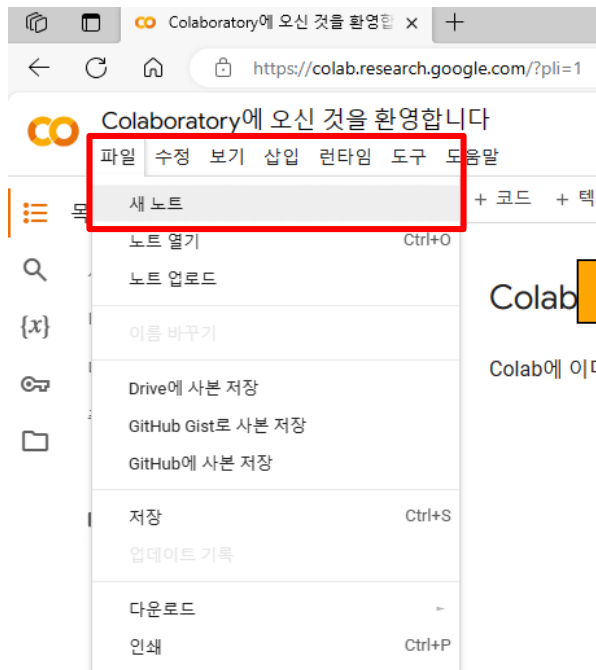 Colaboratory에 오신 것을 환영합
https://colab.research.google.com/?pli=1
Colaboratory에 오신 것을 환영합니다
파일 수정 보기 삽입 런타임 도구 도움말
+ 코드 + 텍
목
새 노트
노트 열기 Ctrl+O
노트 업로드
Colab
{x}
이름 바꾸기
Colab에 이미
Drive에 사본 저장
GitHub Gist로 사본 저장
GitHub에 사본 저장
저장 Ctrl+S
업데이트 기록
다운로드
인쇄 Ctrl+P